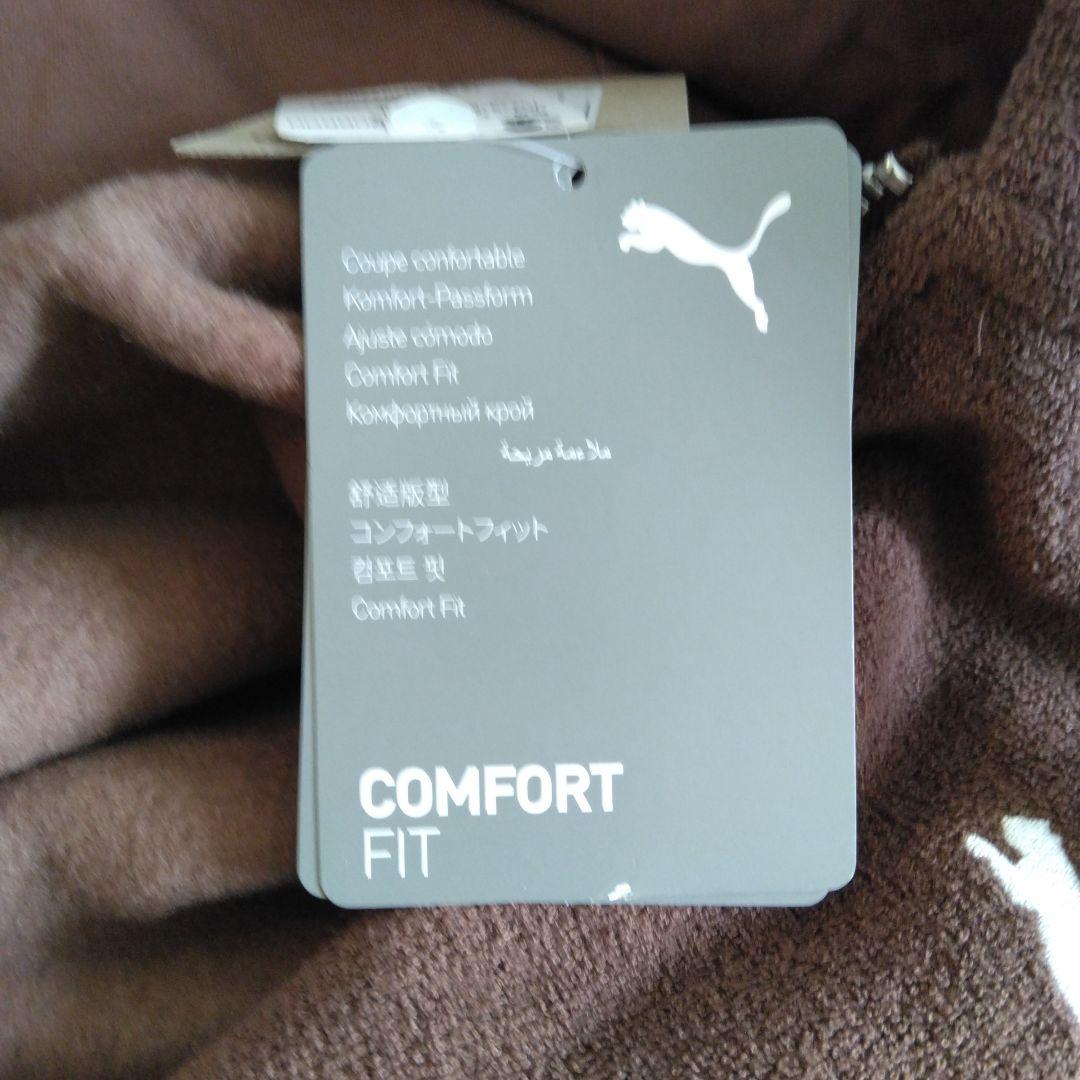 Coupe confortable
Komfort-Passform
Ajuste cómodo
Comfort Fit
Комфортный крой
ملاءمة مريحة
舒适版型
コンフォートフィット
컴포트 핏
Comfort Fit
COMFORT
FIT